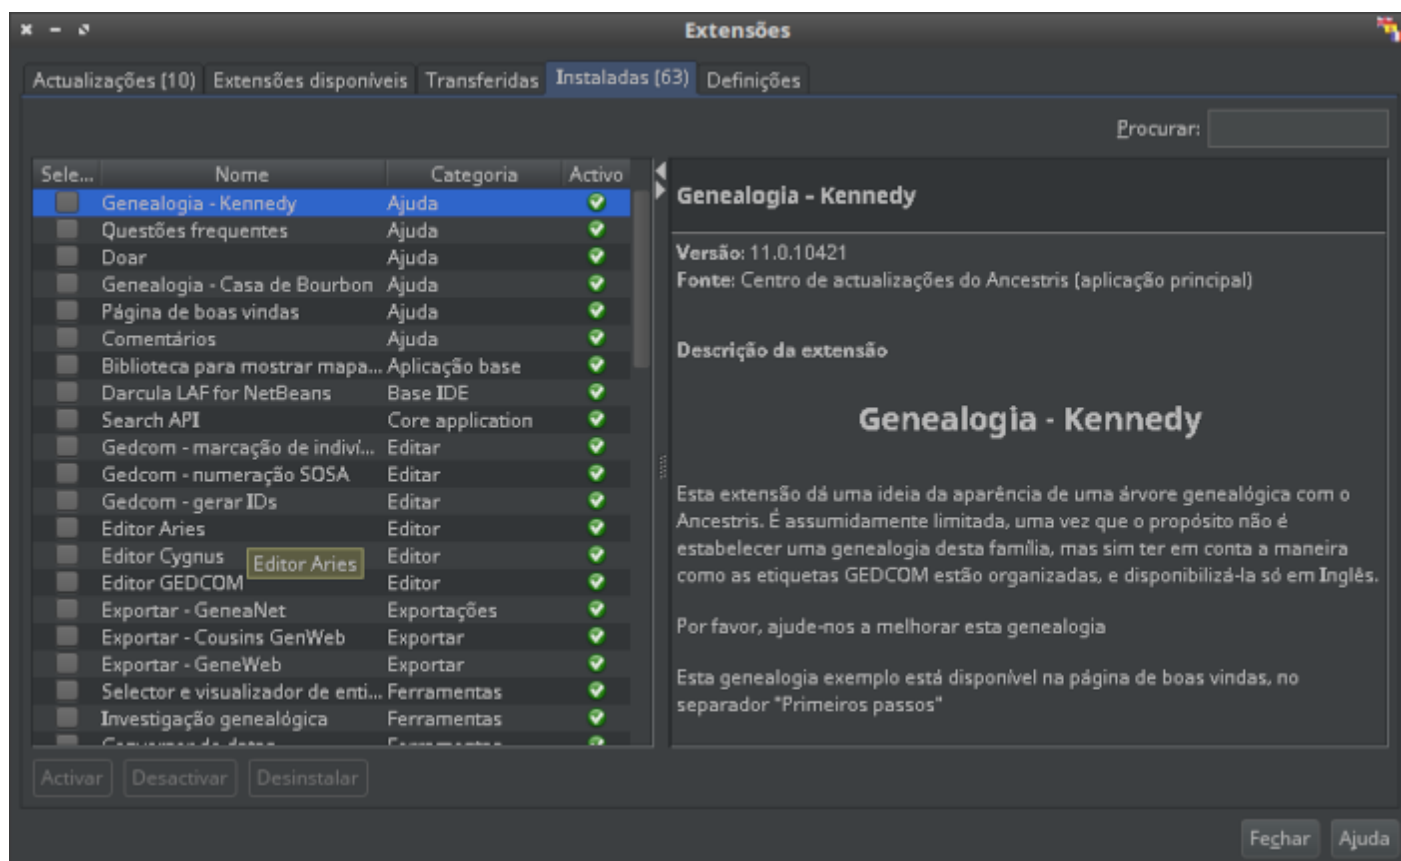 Extensões
Actualizações (10) Extensões disponíveis Transferidas Instaladas (63) Definições
Procurar:
Sele... Nome Categoria Activo
Genealogia - Kennedy Ajuda
Questões frequentes Ajuda
Doar Ajuda
Genealogia - Casa de Bourbon Ajuda
Página de boas vindas Ajuda
Comentários Ajuda
Biblioteca para mostrar mapa... Aplicação base
Darcula LAF for NetBeans Base IDE
Search API Core application
Gedcom - marcação de indiví... Editar
Gedcom - numeração SOSA Editar
Gedcom - gerar IDs Editar
Editor Aries Editor
Editor Cygnus Editor
Editor Aries
Editor GEDCOM Editor
Exportar - GeneaNet Exportações
Exportar - Cousins GenWeb Exportar
Exportar - GeneWeb Exportar
Selector e visualizador de enti... Ferramentas
Investigação genealógica Ferramentas
Genealogia - Kennedy
Versão: 11.0.10421
Fonte: Centro de actualizações do Ancestris (aplicação principal)
Descrição da extensão
Genealogia - Kennedy
Esta extensão dá uma ideia da aparência de uma árvore genealógica com o
Ancestris. É assumidamente limitada, uma vez que o propósito não é
estabelecer uma genealogia desta família, mas sim ter em conta a maneira
como as etiquetas GEDCOM estão organizadas, e disponibilizá-la só em Inglês.
Por favor, ajude-nos a melhorar esta genealogia
Esta genealogia exemplo está disponível na página de boas vindas, no
separador "Primeiros passos"
Activar Desactivar Desinstalar
Fechar Ajuda